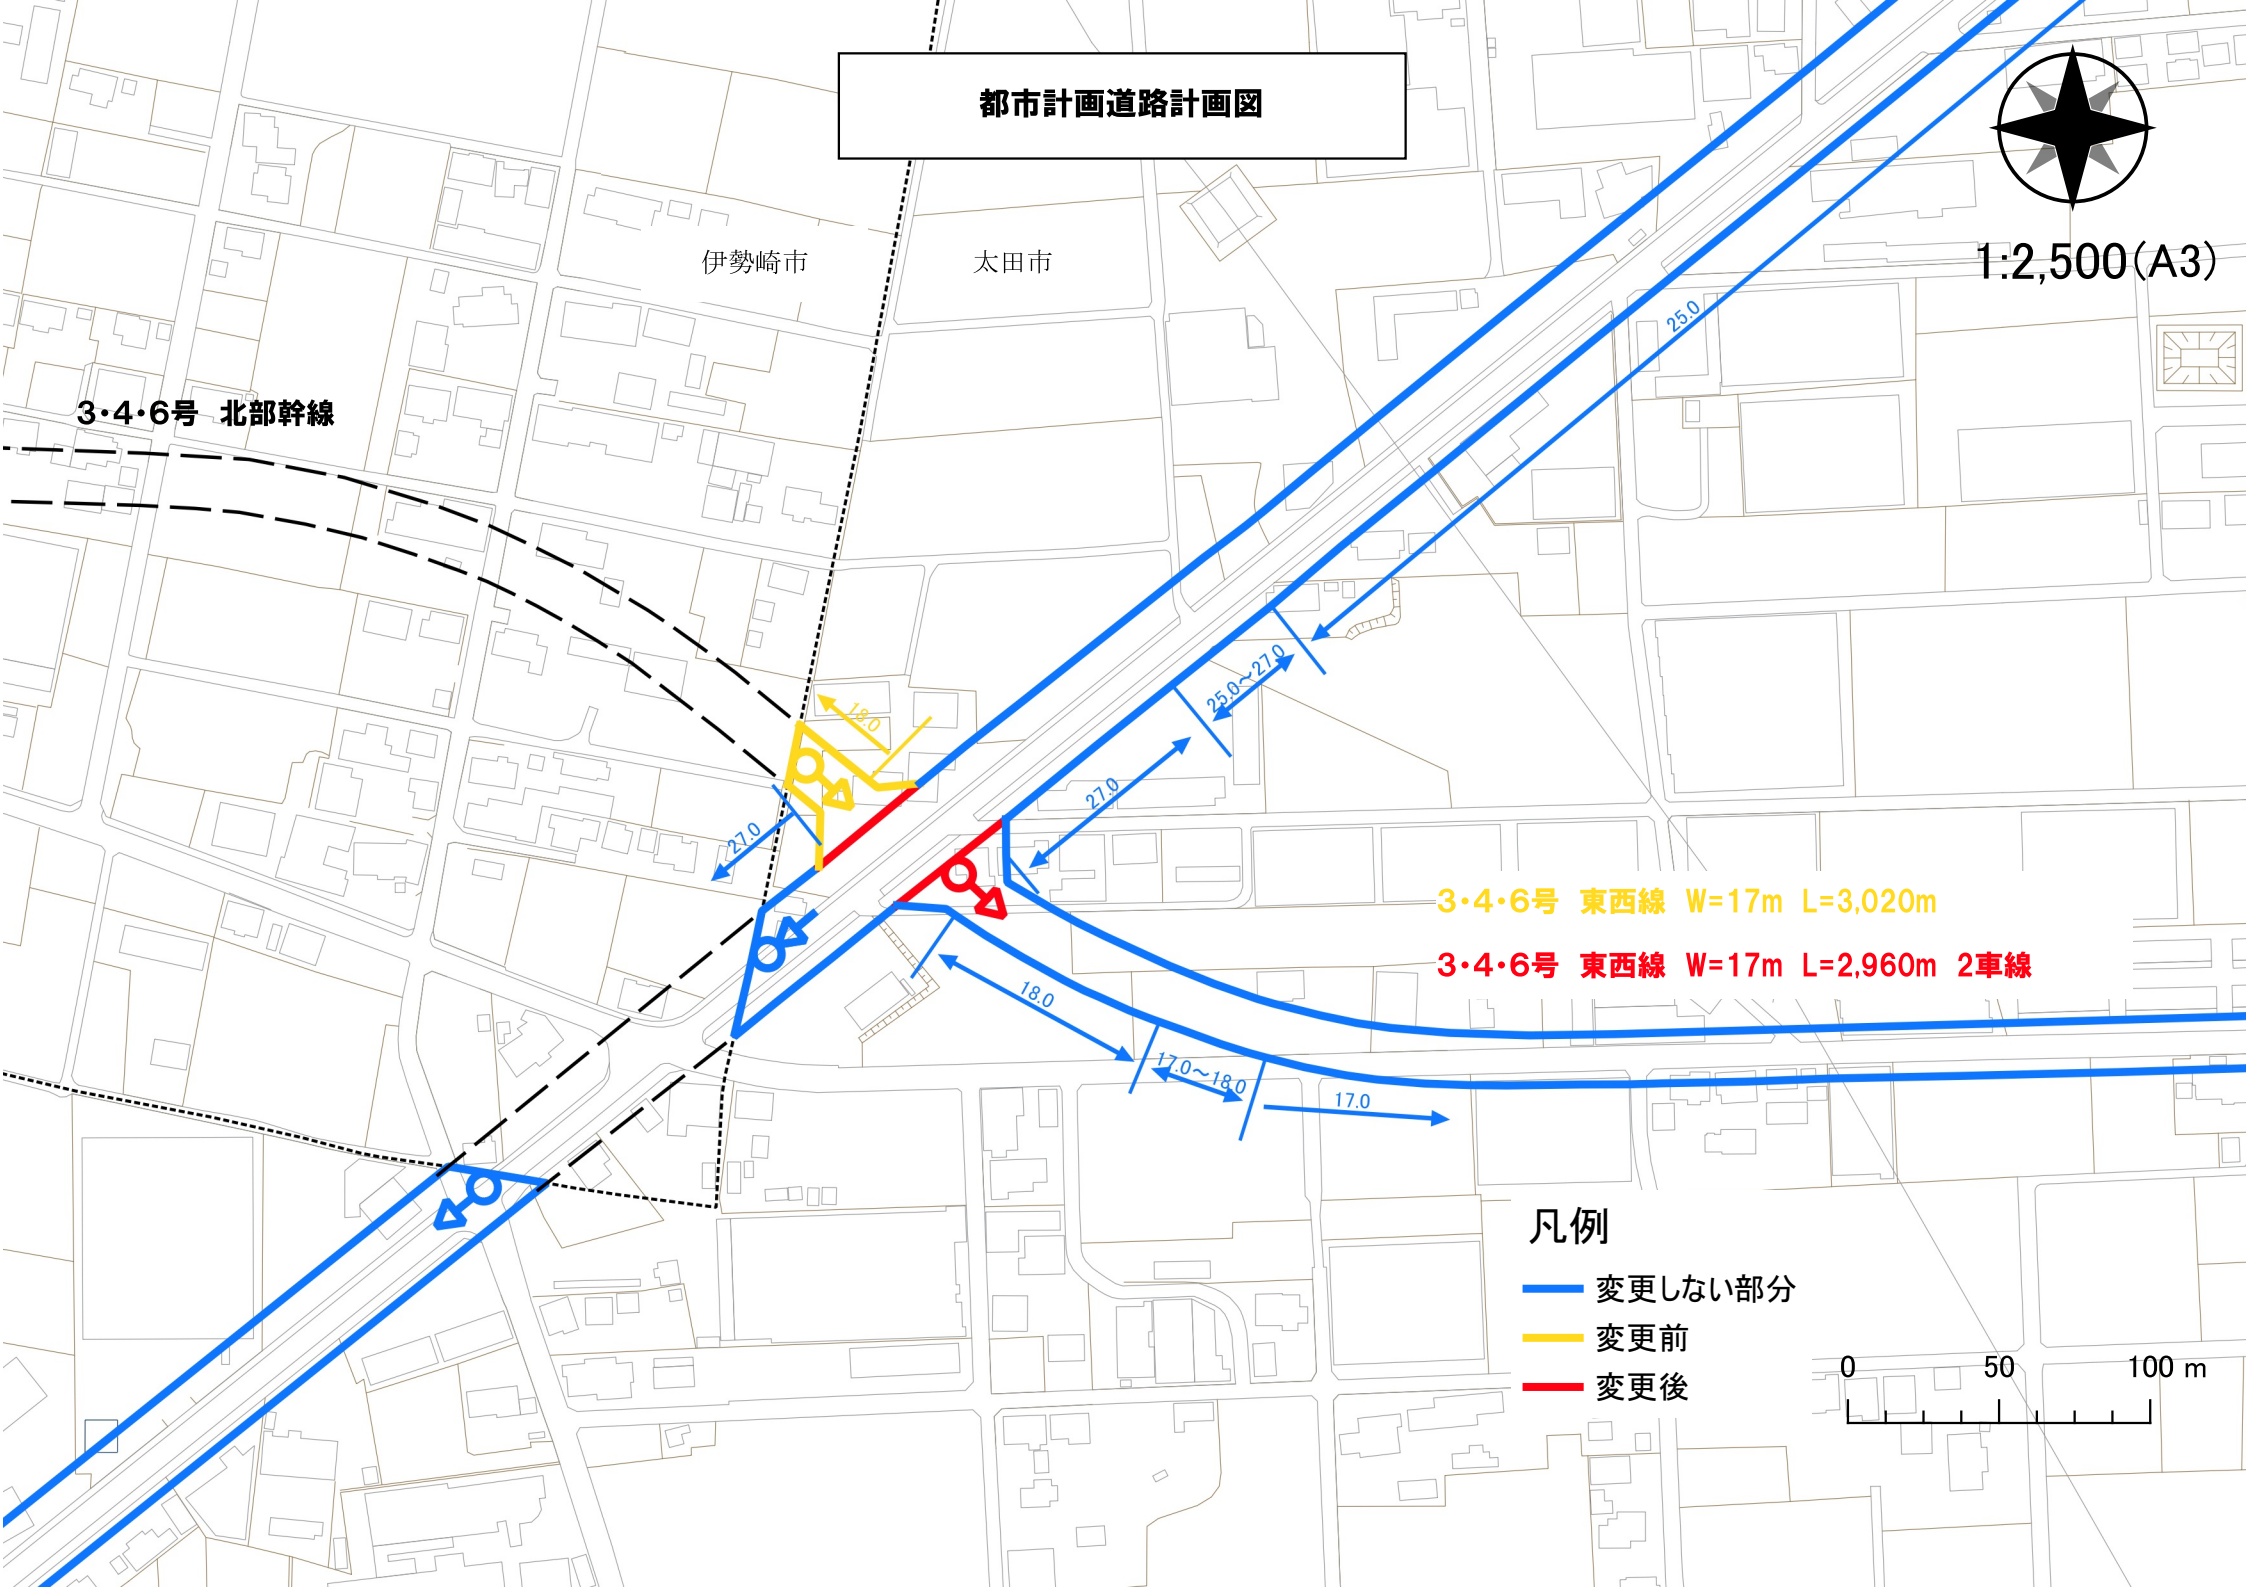 都市計画道路計画図
1:2,500(A3)
伊勢崎市
太田市
25.0
3・4・6号 北部幹線
25.0~27.0
18.0
27.0
27.0
3・4・6号 東西線 W=17m L=3,020m
3・4・6号 東西線 W=17m L=2,960m 2車線
18.0
17.0~18.0
17.0
凡例
変更しない部分
変更前
変更後
0 50 100 m